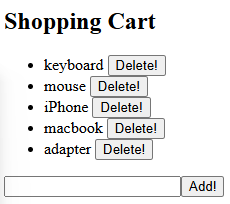 Shopping Cart
keyboard Delete!
mouse Delete!
iPhone Delete!
macbook Delete!
adapter Delete!
Add!